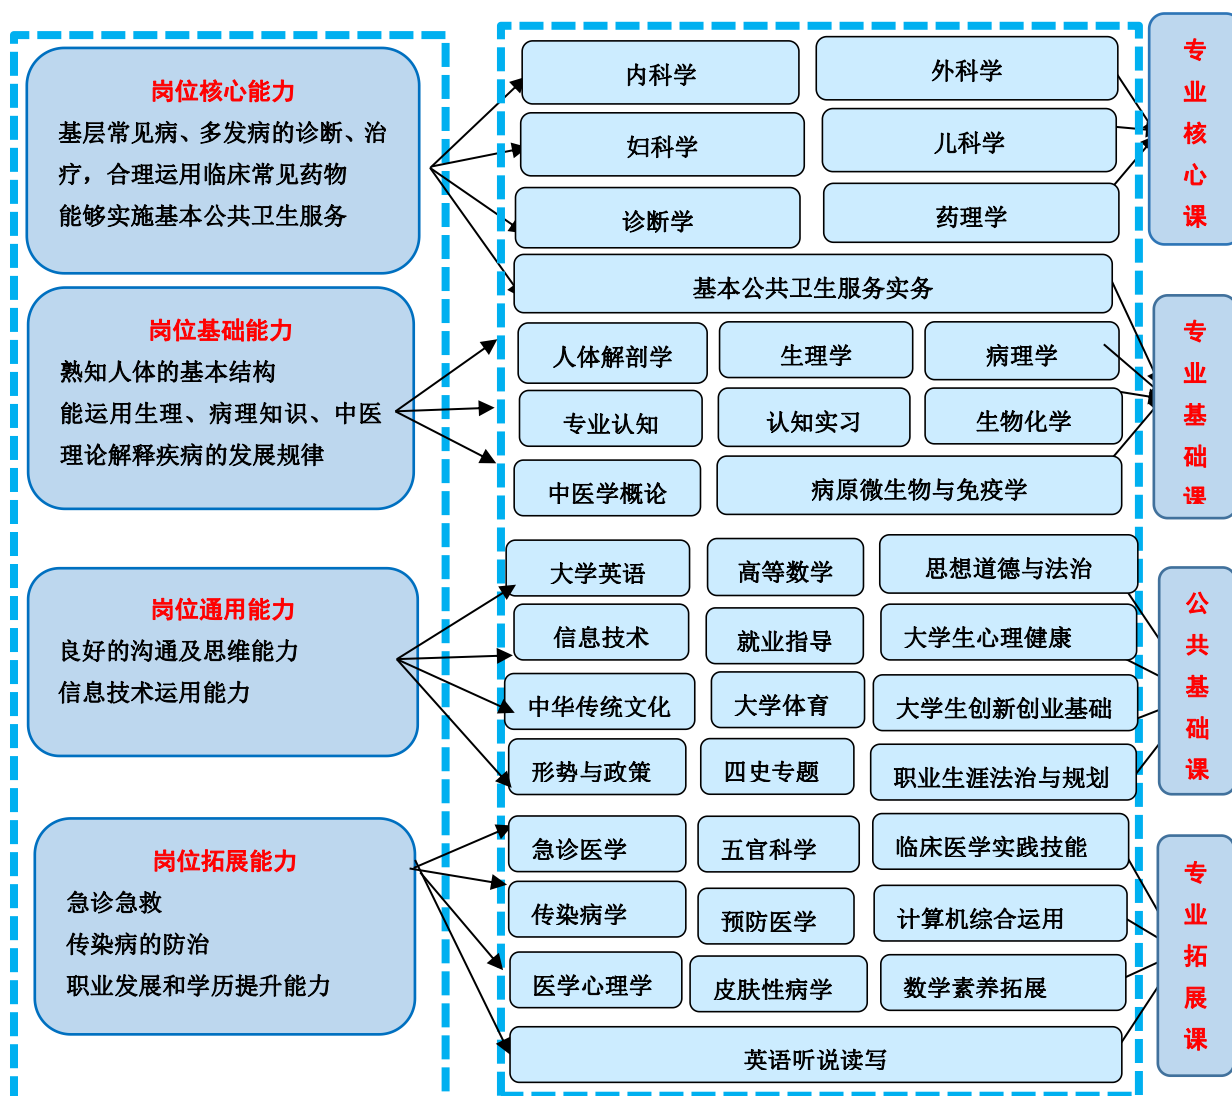 岗位核心能力
基层常见病、多发病的诊断、治
疗，合理运用临床常见药物
能够实施基本公共卫生服务
内科学
外科学
妇科学
儿科学
诊断学
药理学
基本公共卫生服务实务
专
业
核
心
课
岗位基础能力
熟知人体的基本结构
能运用生理、病理知识、中医
理论解释疾病的发展规律
人体解剖学
生理学
病理学
专业认知
认知实习
生物化学
中医学概论
病原微生物与免疫学
专
业
基
础
课
岗位通用能力
良好的沟通及思维能力
信息技术运用能力
大学英语
高等数学
思想道德与法治
信息技术
就业指导
大学生心理健康
中华传统文化
大学体育
大学生创新创业基础
形势与政策
四史专题
职业生涯法治与规划
公
共
基
础
课
岗位拓展能力
急诊急救
传染病的防治
职业发展和学历提升能力
急诊医学
五官科学
临床医学实践技能
传染病学
预防医学
计算机综合运用
医学心理学
皮肤性病学
数学素养拓展
英语听说读写
专
业
拓
展
课